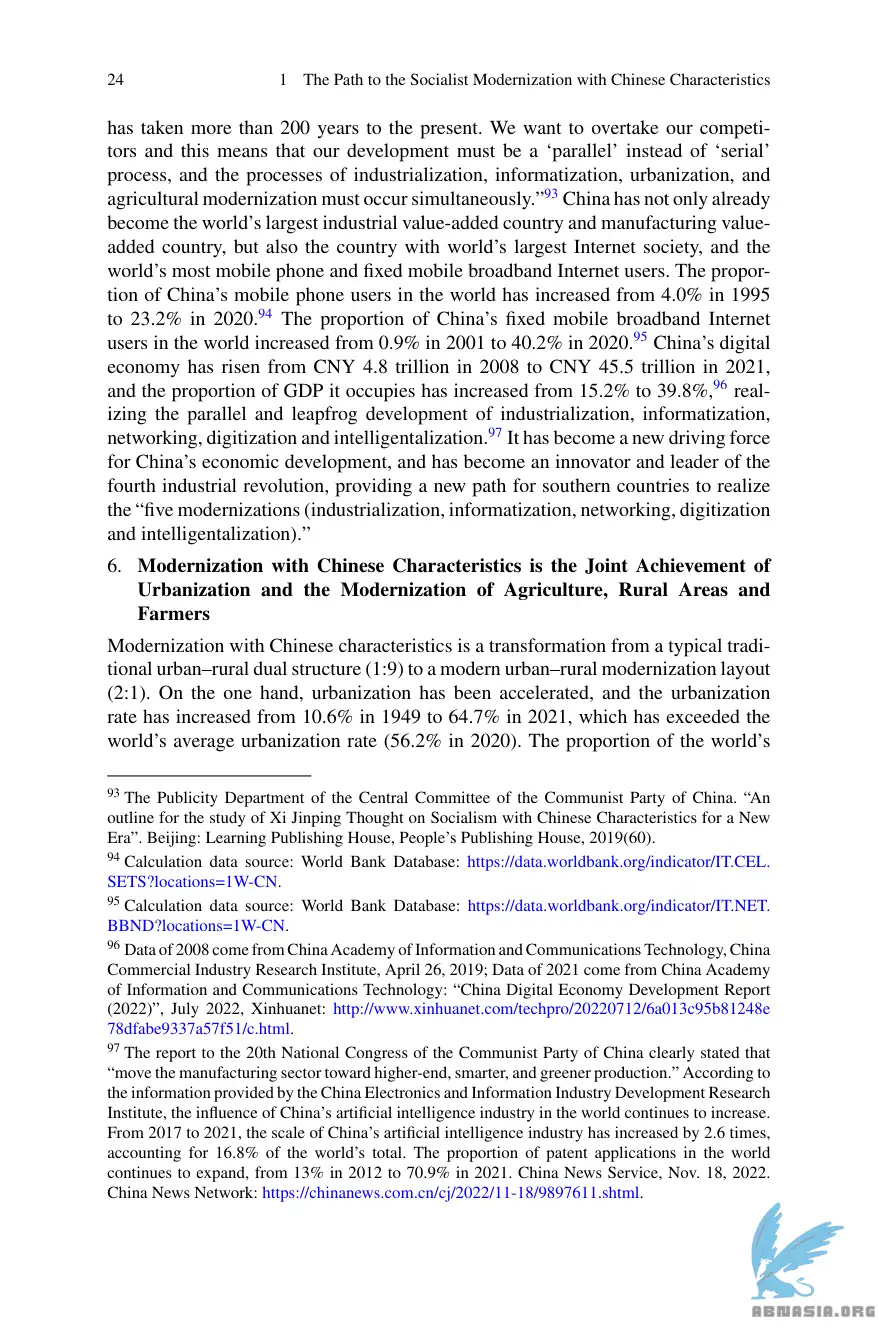 24 1 The Path to the Socialist Modernization with Chinese Characteristics
has taken more than 200 years to the present. We want to overtake our competi-
tors and this means that our development must be a ‘parallel’ instead of ‘serial’
process, and the processes of industrialization, informatization, urbanization, and
agricultural modernization must occur simultaneously.”93 China has not only already
become the world’s largest industrial value-added country and manufacturing value-
added country, but also the country with world’s largest Internet society, and the
world’s most mobile phone and fixed mobile broadband Internet users. The propor-
tion of China’s mobile phone users in the world has increased from 4.0% in 1995
to 23.2% in 2020.94 The proportion of China’s fixed mobile broadband Internet
users in the world increased from 0.9% in 2001 to 40.2% in 2020.95 China’s digital
economy has risen from CNY 4.8 trillion in 2008 to CNY 45.5 trillion in 2021,
and the proportion of GDP it occupies has increased from 15.2% to 39.8%,96 real-
izing the parallel and leapfrog development of industrialization, informatization,
networking, digitization and intelligentalization.97 It has become a new driving force
for China’s economic development, and has become an innovator and leader of the
fourth industrial revolution, providing a new path for southern countries to realize
the “five modernizations (industrialization, informatization, networking, digitization
and intelligentalization).”
6. Modernization with Chinese Characteristics is the Joint Achievement of
Urbanization and the Modernization of Agriculture, Rural Areas and
Farmers
Modernization with Chinese characteristics is a transformation from a typical tradi-
tional urban–rural dual structure (1:9) to a modern urban–rural modernization layout
(2:1). On the one hand, urbanization has been accelerated, and the urbanization
rate has increased from 10.6% in 1949 to 64.7% in 2021, which has exceeded the
world’s average urbanization rate (56.2% in 2020). The proportion of the world’s
93 The Publicity Department of the Central Committee of the Communist Party of China. “An
outline for the study of Xi Jinping Thought on Socialism with Chinese Characteristics for a New
Era”. Beijing: Learning Publishing House, People’s Publishing House, 2019(60).
94 Calculation data source: World Bank Database: https://data.worldbank.org/indicator/IT.CEL.
SETS?locations=1W-CN.
95 Calculation data source: World Bank Database: https://data.worldbank.org/indicator/IT.NET.
BBND?locations=1W-CN.
96 Data of 2008 come from China Academy of Information and Communications Technology, China
Commercial Industry Research Institute, April 26, 2019; Data of 2021 come from China Academy
of Information and Communications Technology: “China Digital Economy Development Report
(2022)”, July 2022, Xinhuanet: http://www.xinhuanet.com/techpro/20220712/6a013c95b81248e
78dfabe9337a57f51/c.html.
97 The report to the 20th National Congress of the Communist Party of China clearly stated that
“move the manufacturing sector toward higher-end, smarter, and greener production.” According to
the information provided by the China Electronics and Information Industry Development Research
Institute, the influence of China’s artificial intelligence industry in the world continues to increase.
From 2017 to 2021, the scale of China’s artificial intelligence industry has increased by 2.6 times,
accounting for 16.8% of the world’s total. The proportion of patent applications in the world
continues to expand, from 13% in 2012 to 70.9% in 2021. China News Service, Nov. 18, 2022.
China News Network: https://chinanews.com.cn/cj/2022/11-18/9897611.shtml.
ABNASIA.ORG